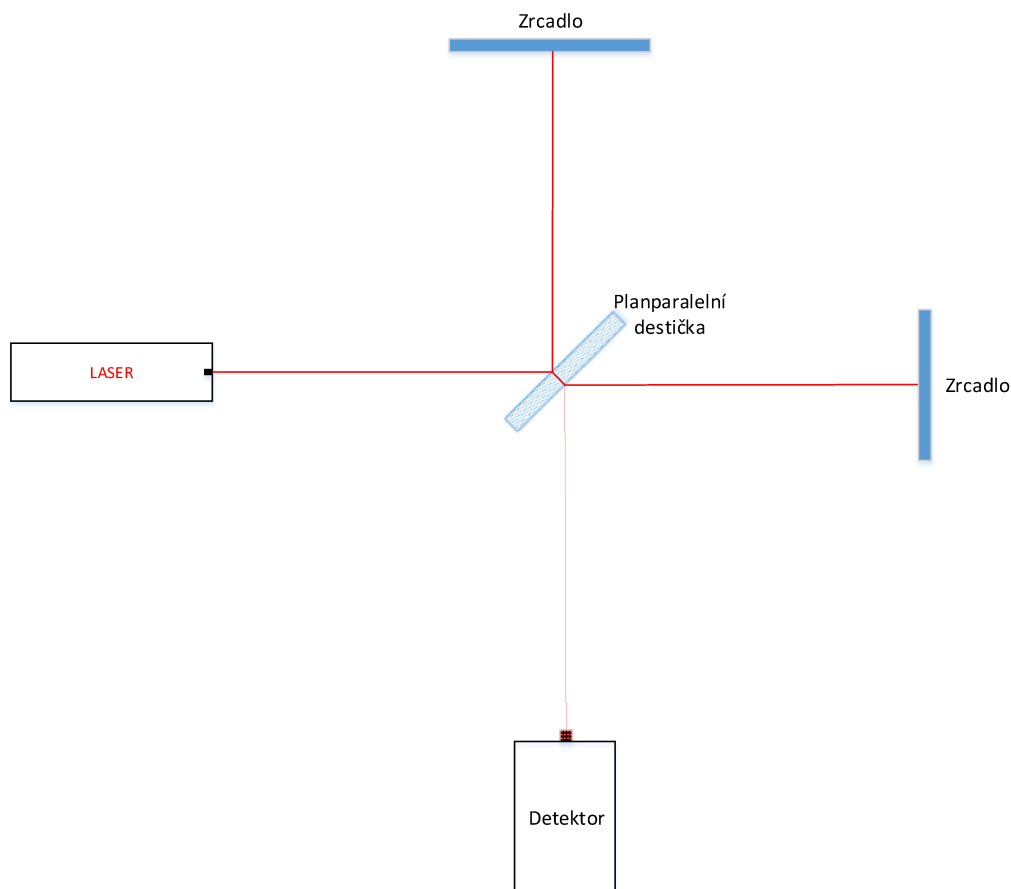 Zrcadlo
Planparalelní
destička
LASER
Zrcadlo
Detektor